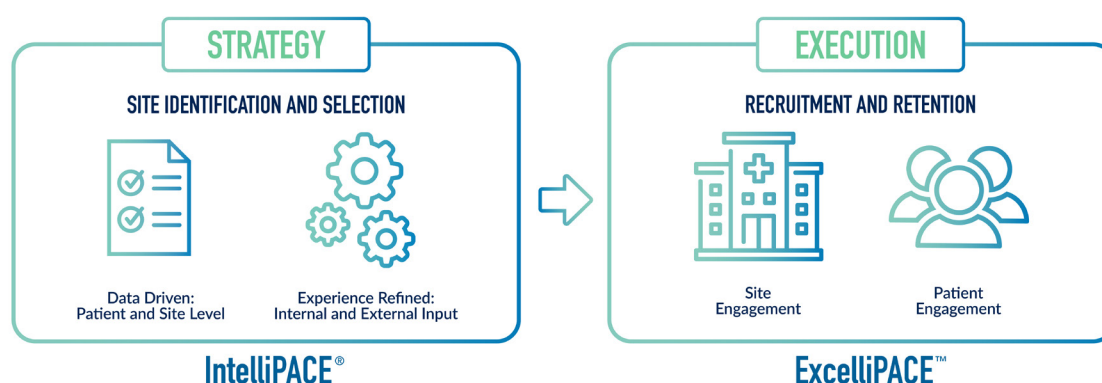 STRATEGY
SITE IDENTIFICATION AND SELECTION
Data Driven:
Patient and Site Level
Experience Refined:
Internal and External Input
IntelliPACE®
EXECUTION
RECRUITMENT AND RETENTION
Site
Engagement
Patient
Engagement
ExcelliPACE™